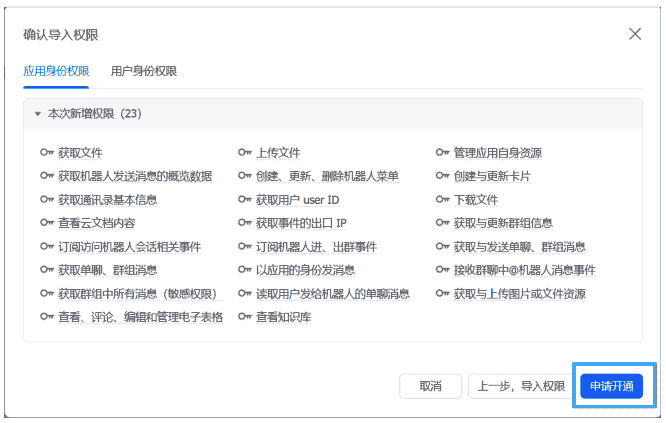 确认导入权限
应用身份权限 用户身份权限
本次新增权限（23）
获取文件 上传文件 管理应用自身资源
获取机器人发送消息的概览数据 创建、更新、删除机器人菜单 创建与更新卡片
获取通讯录基本信息 获取用户 user ID 下载文件
查看云文档内容 获取事件的出口 IP 获取与更新群组信息
订阅访问机器人会话相关事件 订阅机器人进、出群事件 获取与发送单聊、群组消息
获取单聊、群组消息 以应用的身份发消息 接收群聊中@机器人消息事件
获取群组中所有消息（敏感权限） 读取用户发给机器人的单聊消息 获取与上传图片或文件资源
查看、评论、编辑和管理电子表格 查看知识库
取消 上一步，导入权限 申请开通